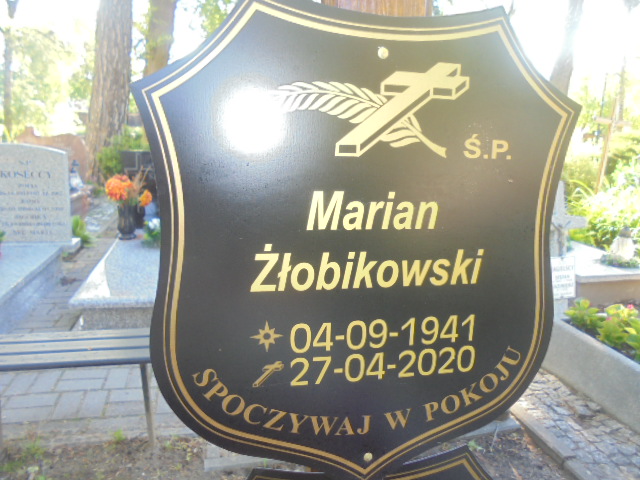 Ś.P.
Marian
Żłobikowski
04-09-1941
27-04-2020
SPOCZYWAJ W POKOJU